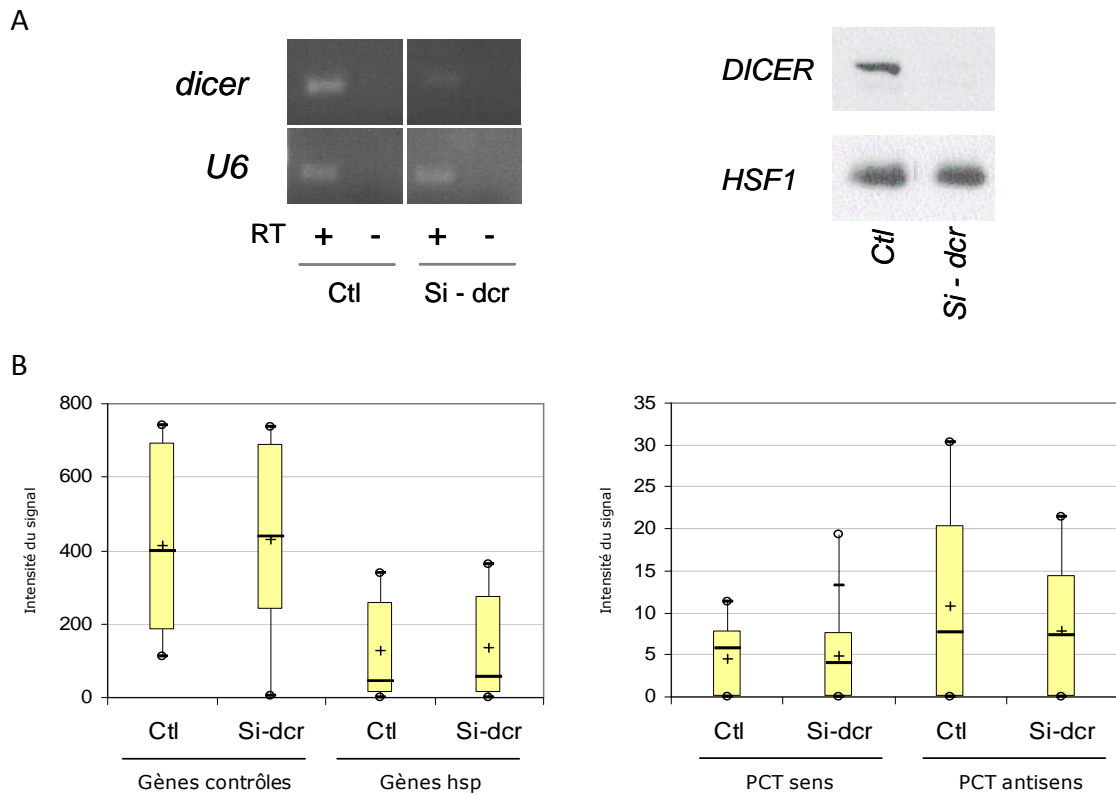 A
dicer
U6
RT + - + -
Ctl Si - dcr
DICER
HSF1
Ctl
Si - dcr
B
Intensité du signal
800
600
400
200
0
Ctl Si-dcr Ctl Si-dcr
Gènes contrôles Gènes hsp
Intensité du signal
35
30
25
20
15
10
5
0
Ctl Si-dcr Ctl Si-dcr
PCT sens PCT antisens